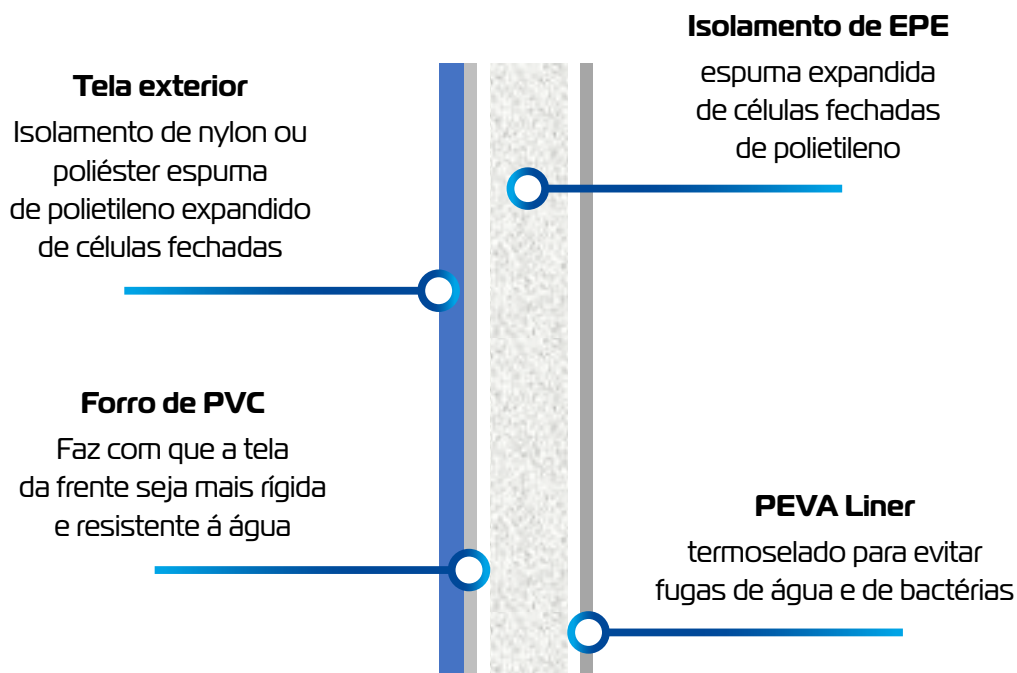 Tela exterior
Isolamento de nylon ou
poliéster espuma
de polietileno expandido
de células fechadas
Isolamento de EPE
espuma expandida
de células fechadas
de polietileno
Forro de PVC
Faz com que a tela
da frente seja mais rígida
e resistente á água
PEVA Liner
termoselado para evitar
fugas de água e de bactérias